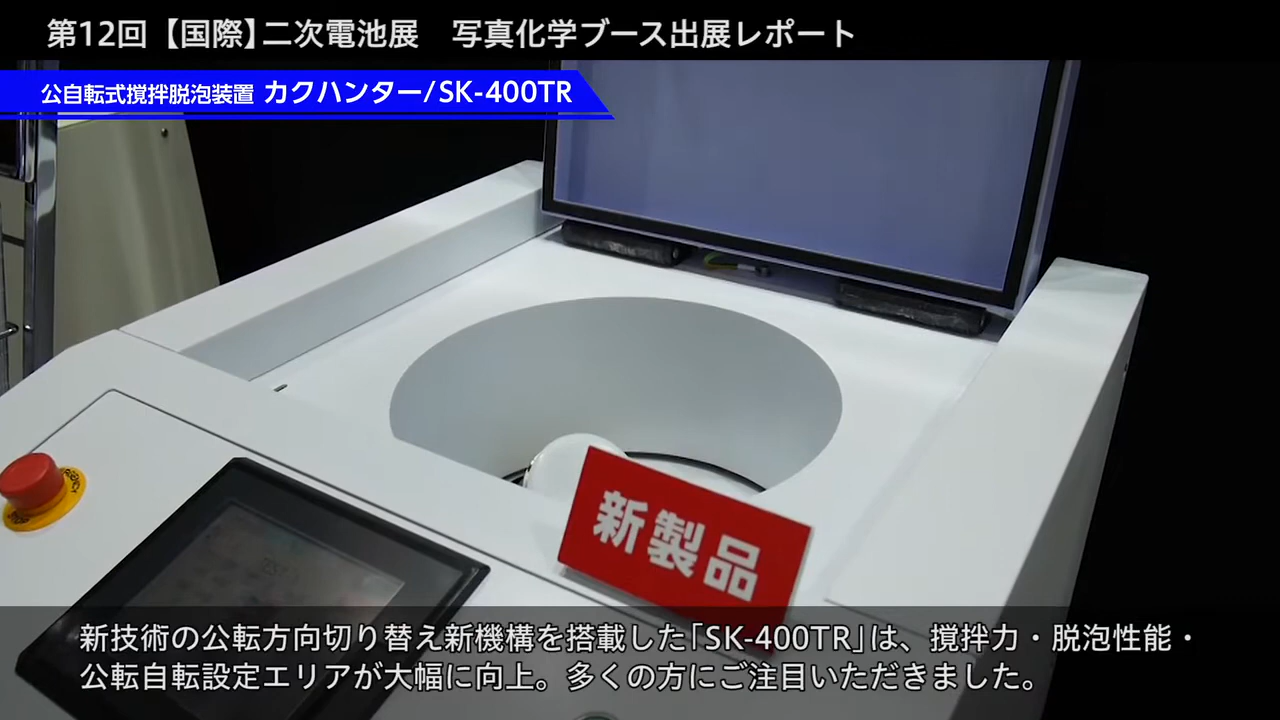 第12回【国際】二次電池展　写真化学ブース出展レポート
公自転式撹拌脱泡装置 カクハンター/SK-400TR
新製品
新技術の公転方向切り替え新機構を搭載した「SK-400TR」は、撹拌力・脱泡性能・
公転自転設定エリアが大幅に向上。多くの方にご注目いただきました。